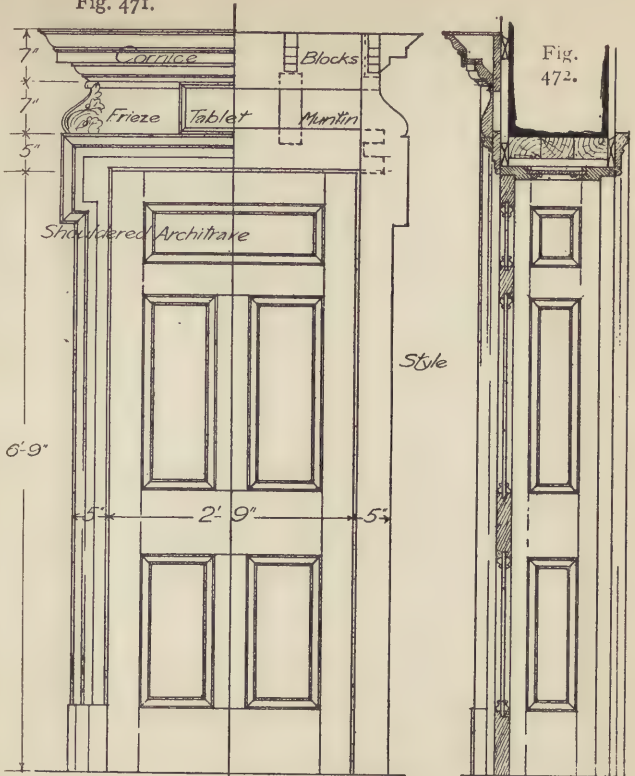 Fig. 471.
7"
Cornice
Blocks
Fig.
472.
7"
Frieze
Tablet
Muntin
5"
Shouldered Architrave
Style
6'-9"
5"
2'- 9"
5"